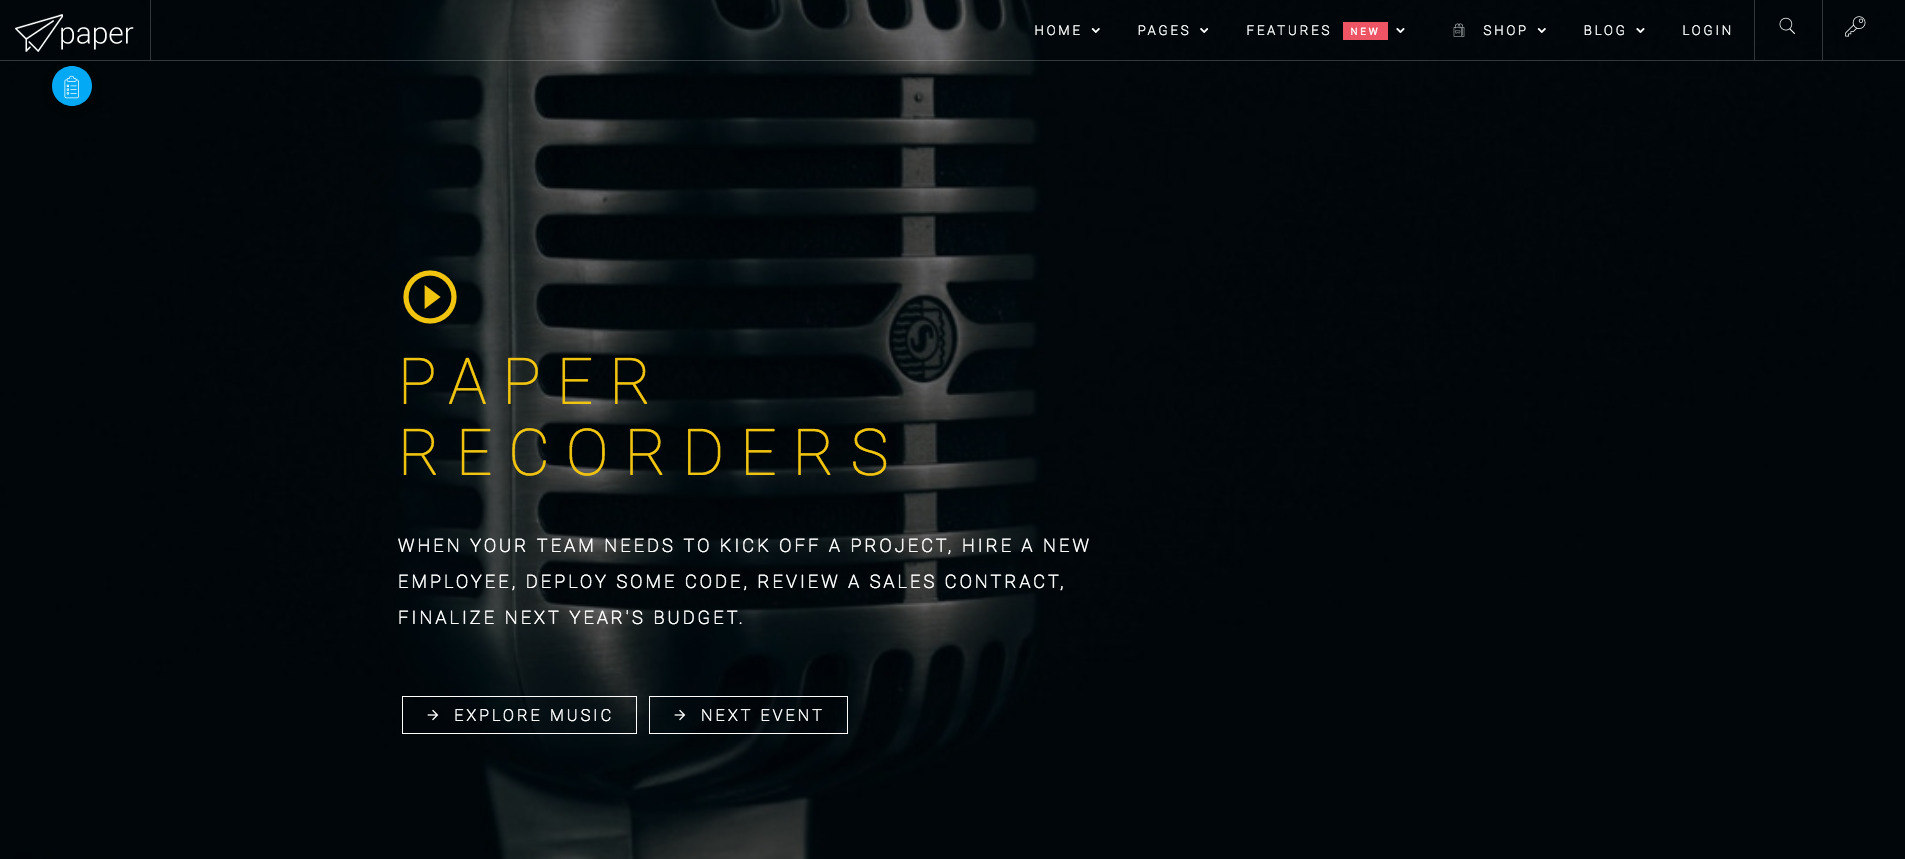 paper
HOME
PAGES
FEATURES NEW
SHOP
BLOG
LOGIN
PAPER
RECORDERS
WHEN YOUR TEAM NEEDS TO KICK OFF A PROJECT, HIRE A NEW
EMPLOYEE, DEPLOY SOME CODE, REVIEW A SALES CONTRACT,
FINALIZE NEXT YEAR'S BUDGET.
EXPLORE MUSIC
NEXT EVENT